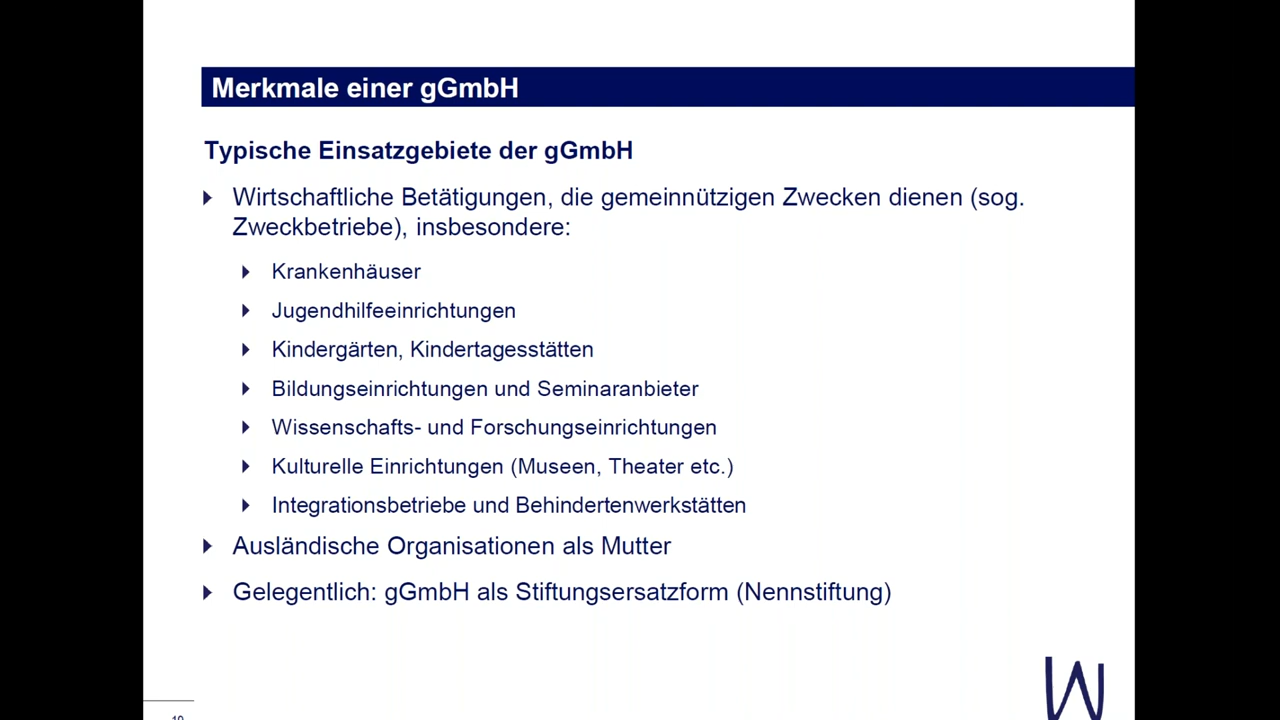 Merkmale einer gGmbH
Typische Einsatzgebiete der gGmbH
Wirtschaftliche Betätigungen, die gemeinnützigen Zwecken dienen (sog.
Zweckbetriebe), insbesondere:
Krankenhäuser
Jugendhilfeeinrichtungen
Kindergärten, Kindertagesstätten
Bildungseinrichtungen und Seminaranbieter
Wissenschafts- und Forschungseinrichtungen
Kulturelle Einrichtungen (Museen, Theater etc.)
Integrationsbetriebe und Behindertenwerkstätten
Ausländische Organisationen als Mutter
Gelegentlich: gGmbH als Stiftungsersatzform (Nennstiftung)
W